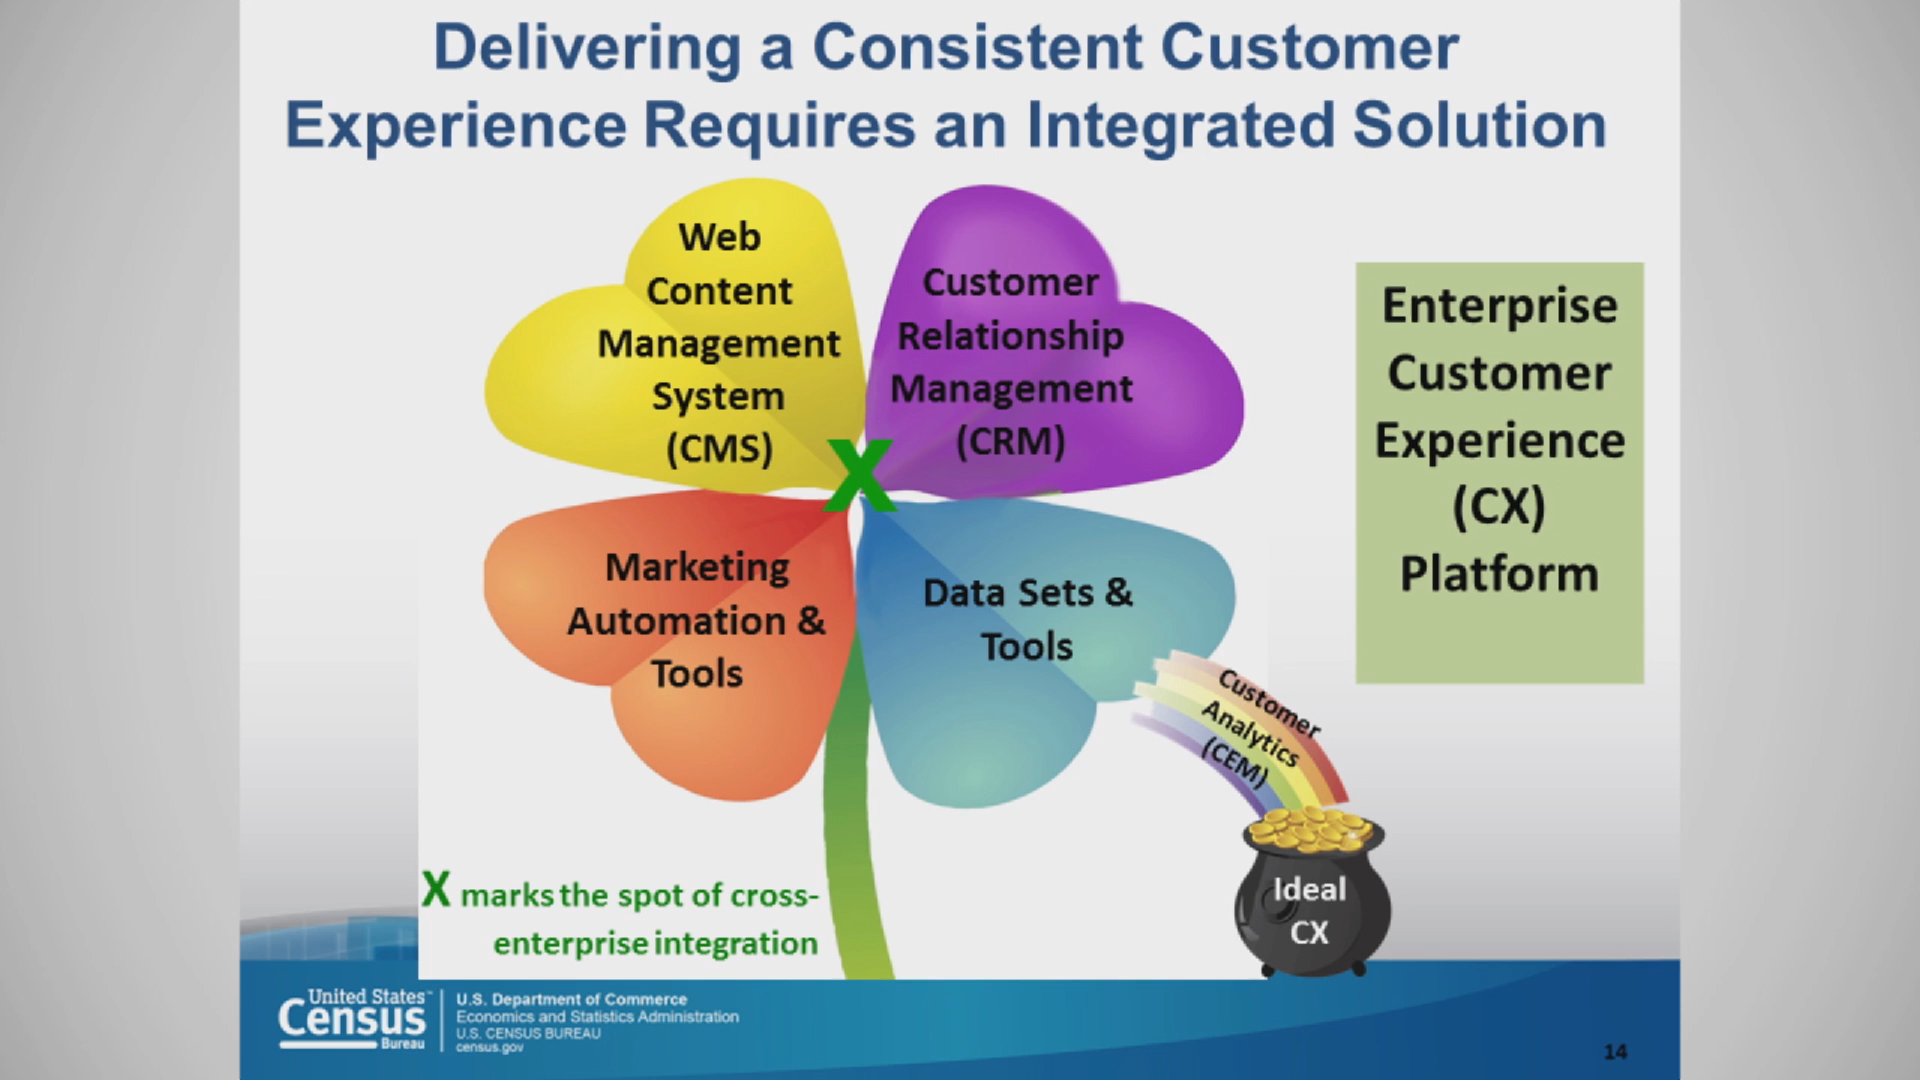 Delivering a Consistent Customer
Experience Requires an Integrated Solution
Web
Content
Management
System
(CMS)
Customer
Relationship
Management
(CRM)
Enterprise
Customer
Experience
(CX)
Platform
X
Marketing
Automation &
Tools
Data Sets &
Tools
Customer
Analytics
(CEM)
Ideal
CX
X marks the spot of cross-
enterprise integration
United States™
Census
Bureau
U.S. Department of Commerce
Economics and Statistics Administration
U.S. CENSUS BUREAU
census.gov
14